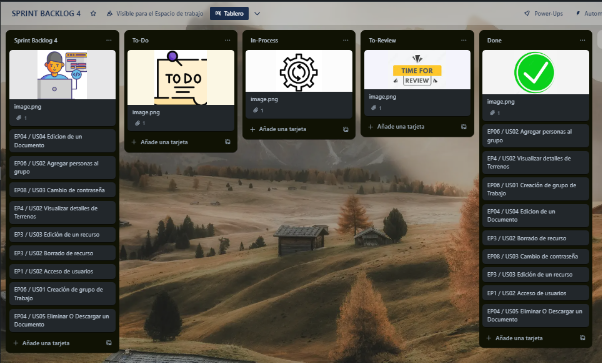 SPRINT BACKLOG 4
Visible para el Espacio de trabajo
Tablero
Power-Ups
Autom
Sprint Backlog 4
image.png
1
EP04 / US04 Edicion de un
Documento
EP06 / US02 Agregar personas al
grupo
EP08 / US03 Cambio de contraseña
EP4 / US02 Visualizar detalles de
Terrenos
EP3 / US03 Edición de un recurso
EP3 / US02 Borrado de recurso
EP1 / US02 Acceso de usuarios
EP06 / US01 Creación de grupo de
Trabajo
EP04 / US05 Eliminar O Descargar un
Documento
Añade una tarjeta
To-Do
TO DO
image.png
1
Añade una tarjeta
In-Process
image.png
1
Añade una tarjeta
To-Review
TIME FOR
REVIEW
image.png
1
Añade una tarjeta
Done
image.png
1
EP06 / US02 Agregar personas al
grupo
EP4 / US02 Visualizar detalles de
Terrenos
EP06 / US01 Creación de grupo de
Trabajo
EP04 / US04 Edicion de un
Documento
EP3 / US02 Borrado de recurso
EP08 / US03 Cambio de contraseña
EP3 / US03 Edición de un recurso
EP1 / US02 Acceso de usuarios
EP04 / US05 Eliminar O Descargar un
Documento
Añade una tarjeta